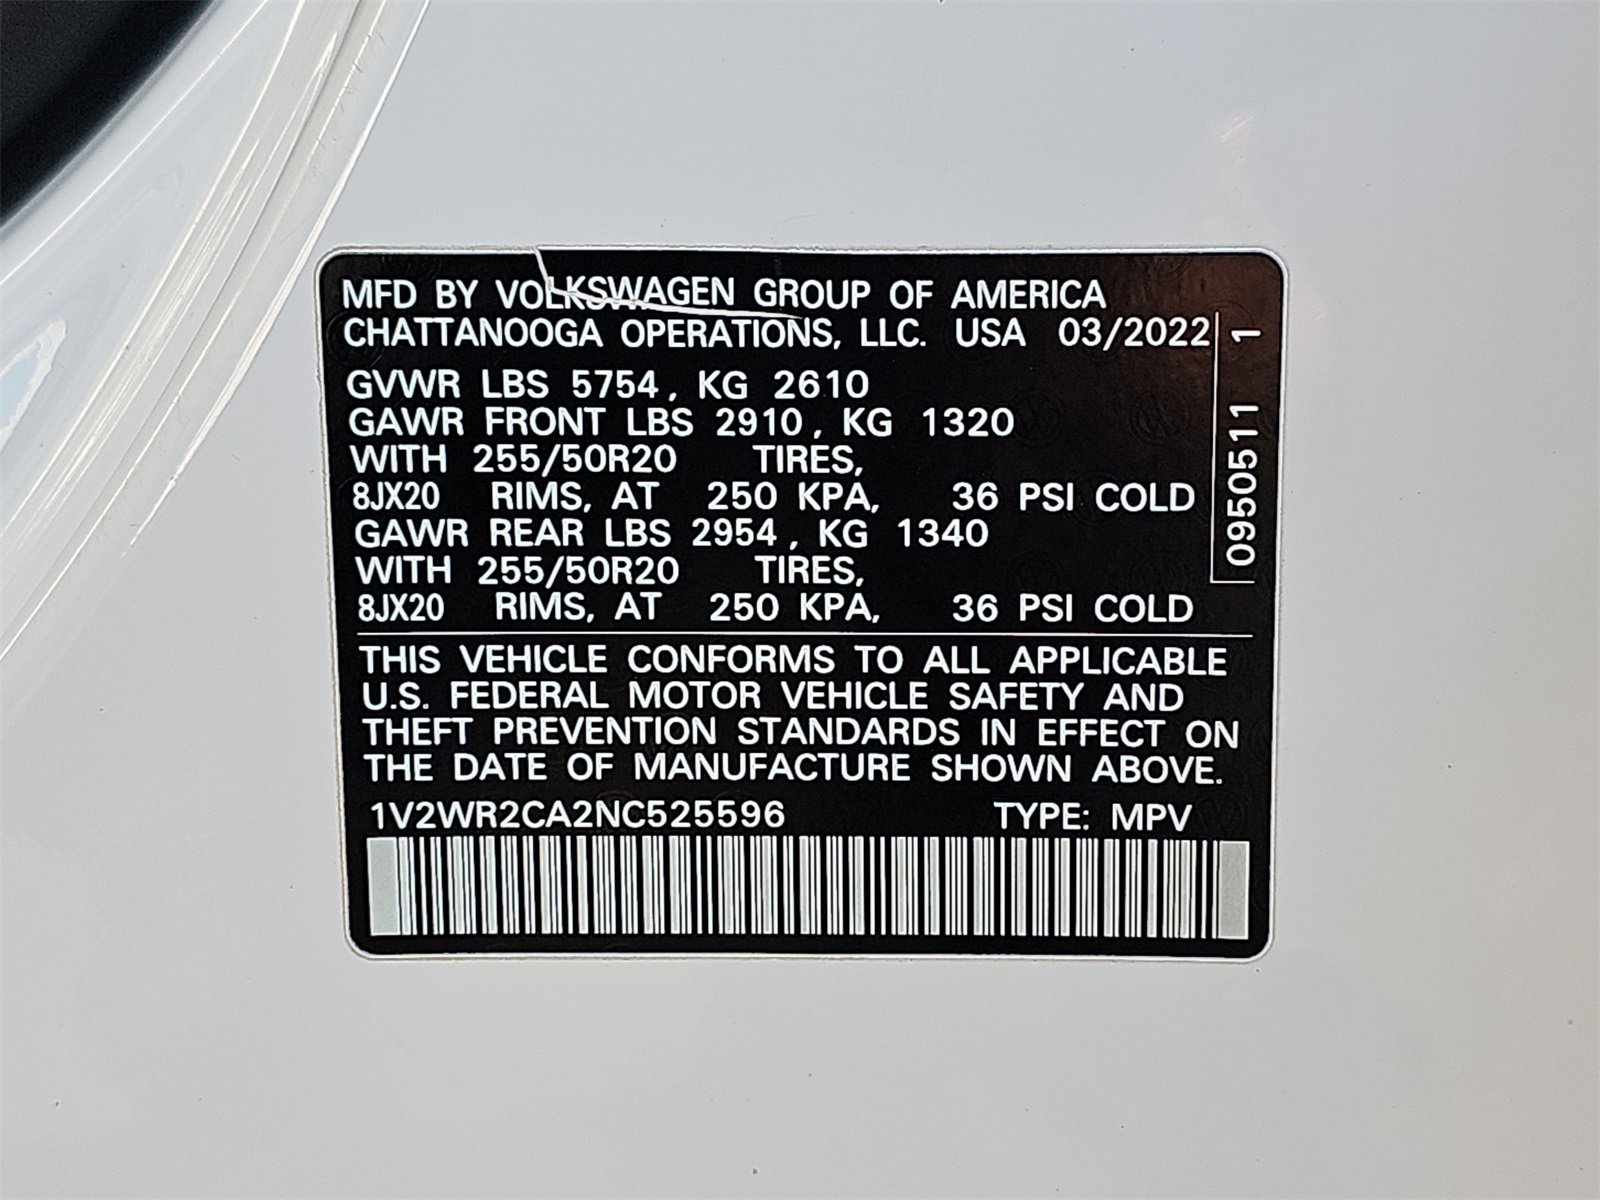 MFD BY VOLKSWAGEN GROUP OF AMERICA
CHATTANOOGA OPERATIONS, LLC. USA 03/2022
GVWR LBS 5754, KG 2610
GAWR FRONT LBS 2910, KG 1320
WITH 255/50R20 TIRES,
8JX20 RIMS, AT 250 KPA, 36 PSI COLD
GAWR REAR LBS 2954, KG 1340
WITH 255/50R20 TIRES,
8JX20 RIMS, AT 250 KPA, 36 PSI COLD
0950511 1
THIS VEHICLE CONFORMS TO ALL APPLICABLE
U.S. FEDERAL MOTOR VEHICLE SAFETY AND
THEFT PREVENTION STANDARDS IN EFFECT ON
THE DATE OF MANUFACTURE SHOWN ABOVE.
1V2WR2CA2NC525596 TYPE: MPV